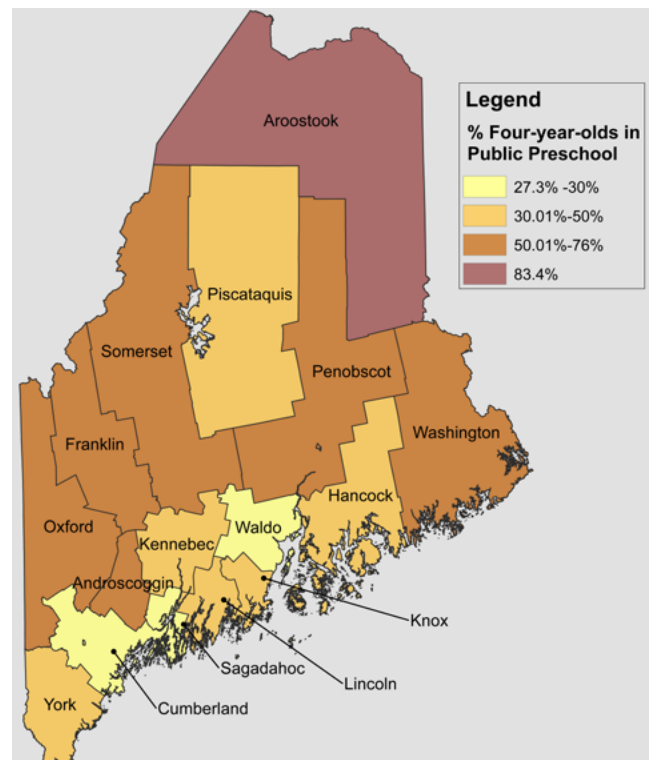 Aroostook
Legend
% Four-year-olds in
Public Preschool
27.3% -30%
30.01%-50%
50.01%-76%
83.4%
Piscataquis
Somerset
Penobscot
Franklin
Washington
Hancock
Oxford
Waldo
Kennebec
Androscoggin
Knox
Sagadahoc
Lincoln
York
Cumberland